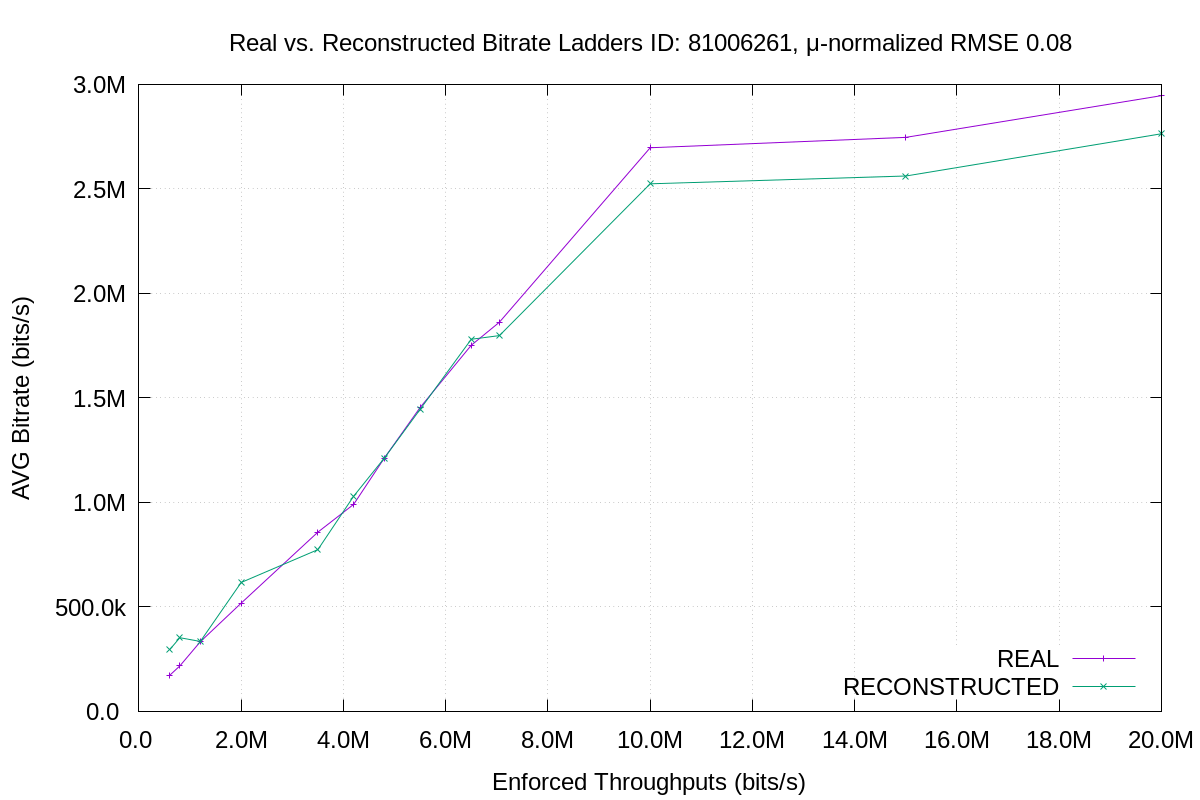 Real vs. Reconstructed Bitrate Ladders ID: 81006261, μ-normalized RMSE 0.08
3.0M
2.5M
2.0M
1.5M
1.0M
500.0k
0.0
AVG Bitrate (bits/s)
REAL
RECONSTRUCTED
0.0 2.0M 4.0M 6.0M 8.0M 10.0M 12.0M 14.0M 16.0M 18.0M 20.0M
Enforced Throughputs (bits/s)